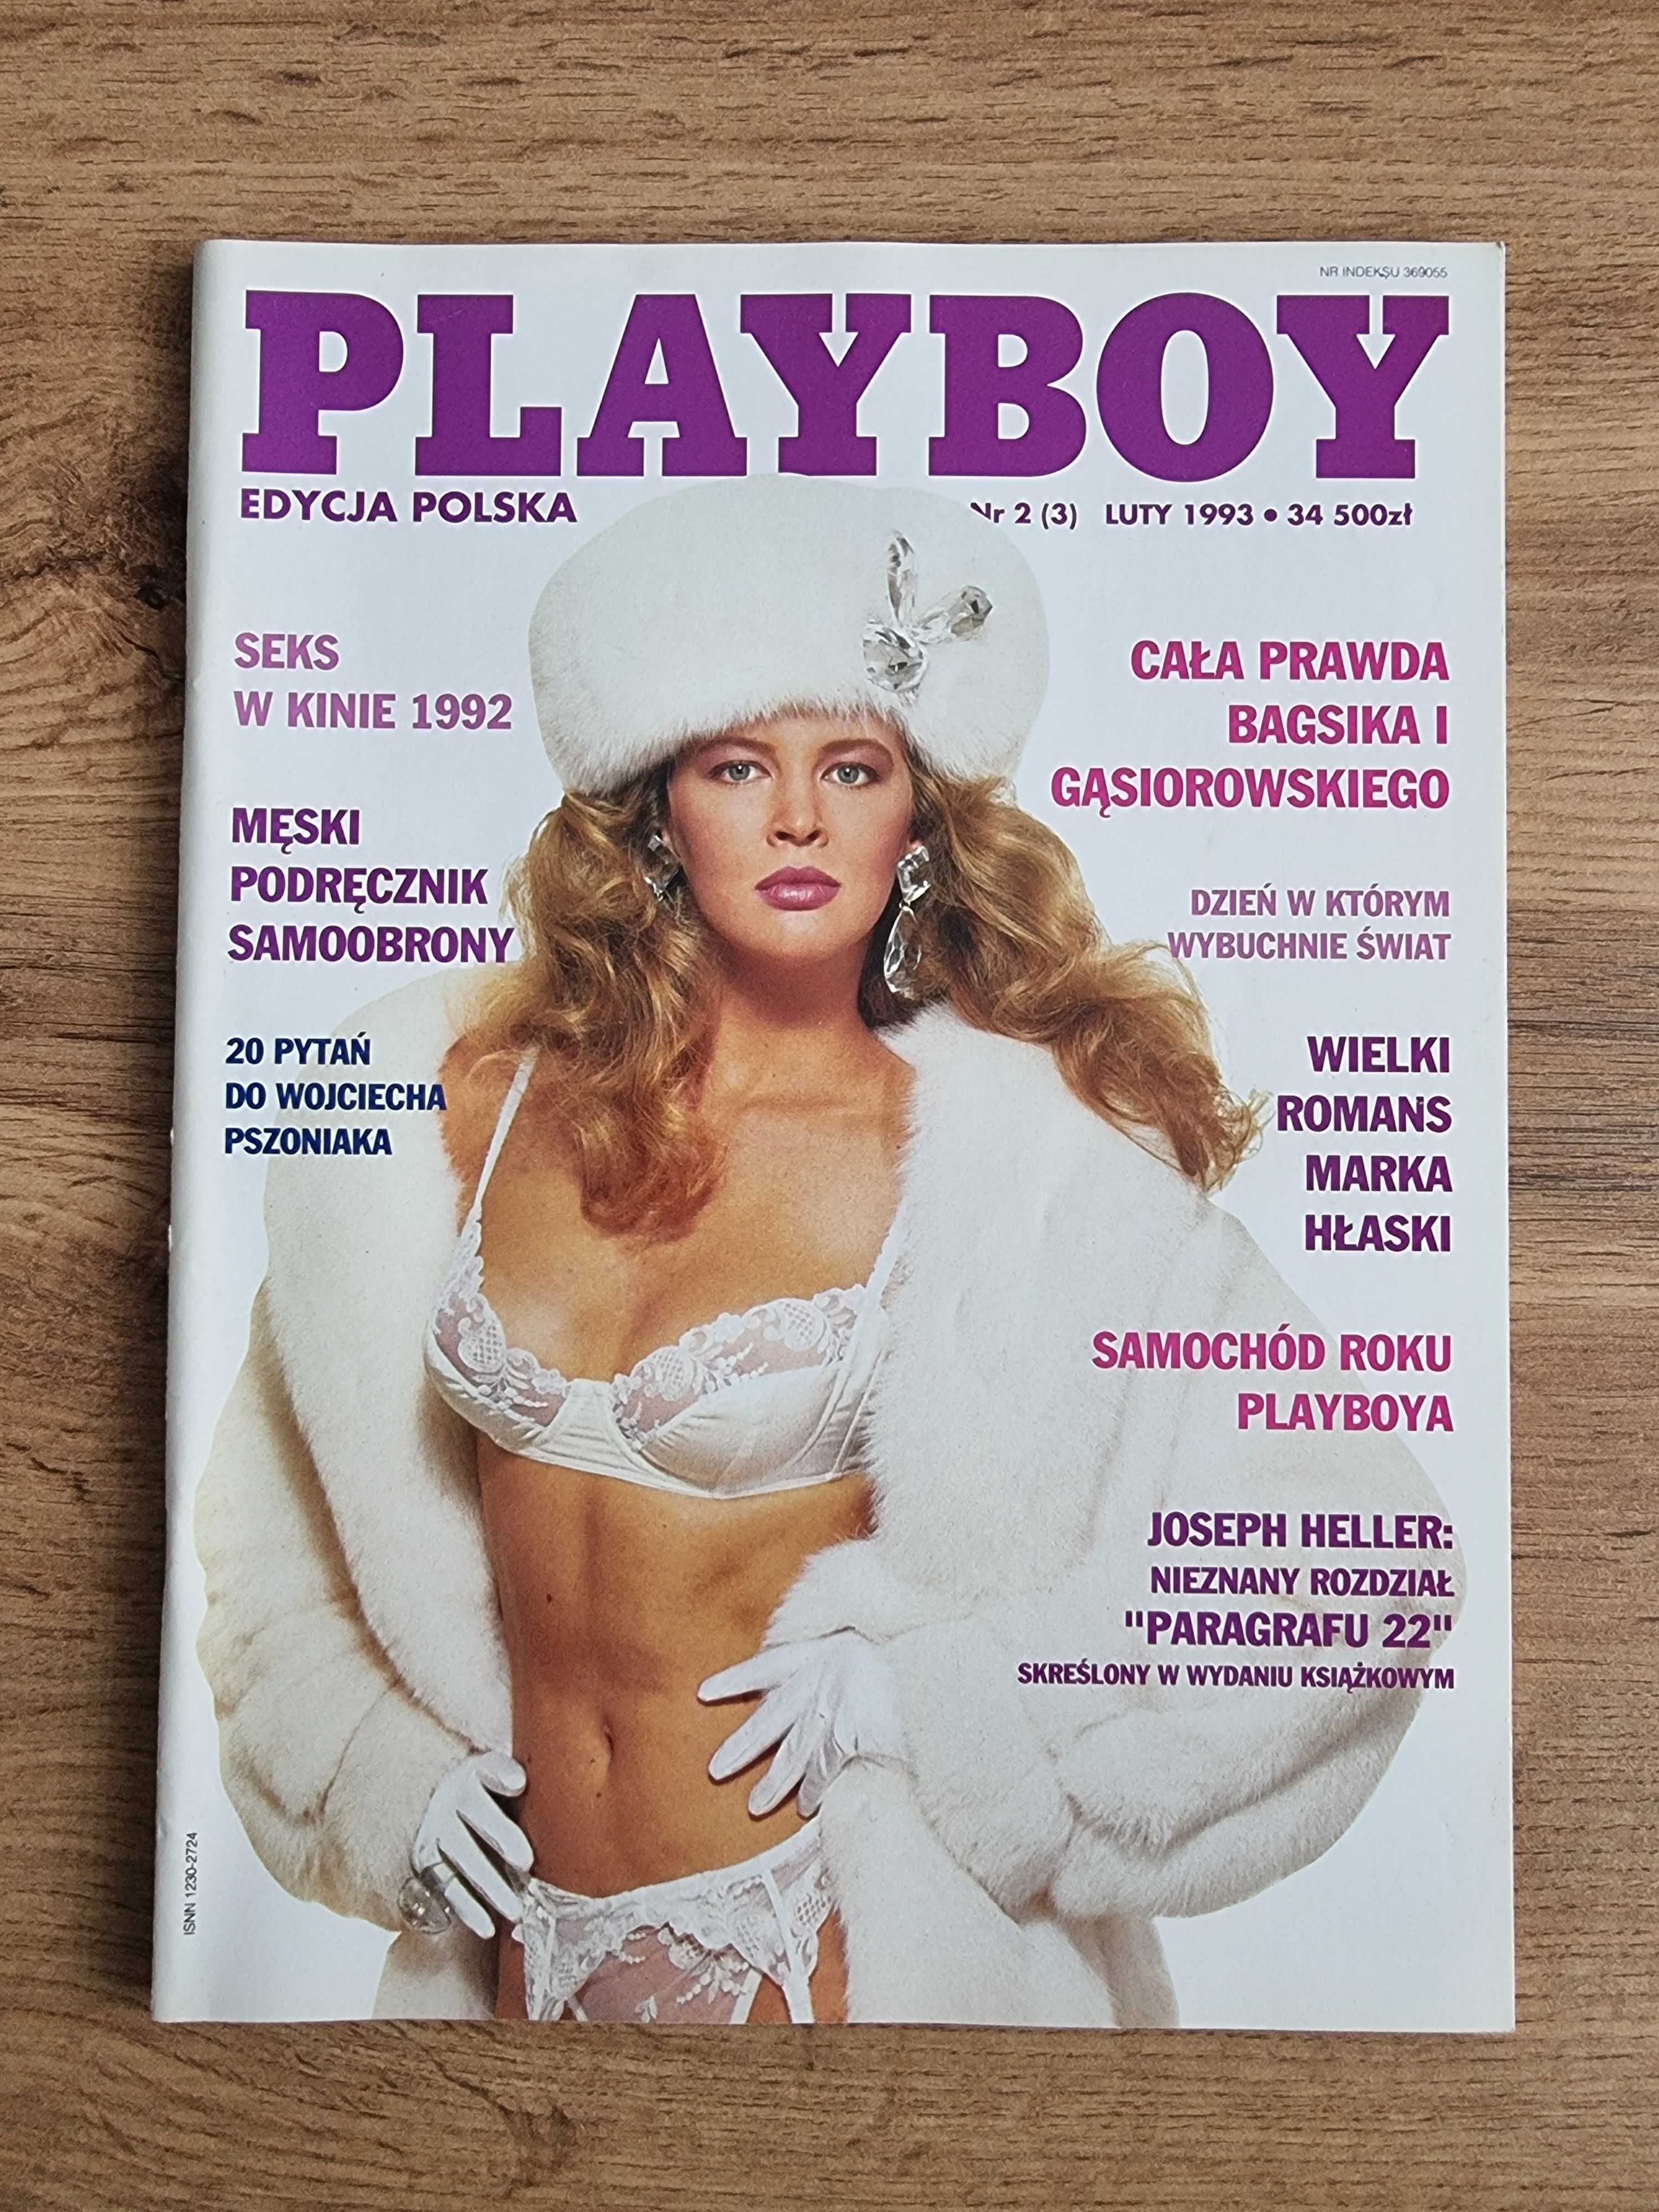 NR INDEKSU 369055
PLAYBOY
EDYCJA POLSKA
Nr 2 (3) LUTY 1993 • 34 500zł
SEKS
W KINIE 1992
MĘSKI
PODRĘCZNIK
SAMOOBRONY
20 PYTAŃ
DO WOJCIECHA
PSZONIAKA
CAŁA PRAWDA
BAGSIKA I
GĄSIOROWSKIEGO
DZIEŃ W KTÓRYM
WYBUCHNIE ŚWIAT
WIELKI
ROMANS
MARKA
HŁASKI
SAMOCHÓD ROKU
PLAYBOYA
JOSEPH HELLER:
NIEZNANY ROZDZIAŁ
"PARAGRAFU 22"
SKREŚLONY W WYDANIU KSIĄŻKOWYM
ISNN 1230-2724